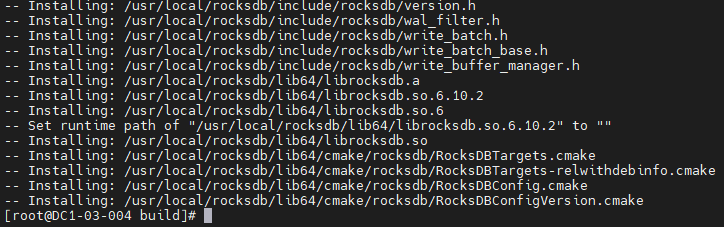 -- Installing: /usr/local/rocksdb/include/rocksdb/version.h
-- Installing: /usr/local/rocksdb/include/rocksdb/wal_filter.h
-- Installing: /usr/local/rocksdb/include/rocksdb/write_batch.h
-- Installing: /usr/local/rocksdb/include/rocksdb/write_batch_base.h
-- Installing: /usr/local/rocksdb/include/rocksdb/write_buffer_manager.h
-- Installing: /usr/local/rocksdb/lib64/librocksdb.a
-- Installing: /usr/local/rocksdb/lib64/librocksdb.so.6.10.2
-- Installing: /usr/local/rocksdb/lib64/librocksdb.so.6
-- Set runtime path of "/usr/local/rocksdb/lib64/librocksdb.so.6.10.2" to ""
-- Installing: /usr/local/rocksdb/lib64/librocksdb.so
-- Installing: /usr/local/rocksdb/lib64/cmake/rocksdb/RocksDBTargets.cmake
-- Installing: /usr/local/rocksdb/lib64/cmake/rocksdb/RocksDBTargets-relwithdebinfo.cmake
-- Installing: /usr/local/rocksdb/lib64/cmake/rocksdb/RocksDBConfig.cmake
-- Installing: /usr/local/rocksdb/lib64/cmake/rocksdb/RocksDBConfigVersion.cmake
[root@DC1-03-004 build]#